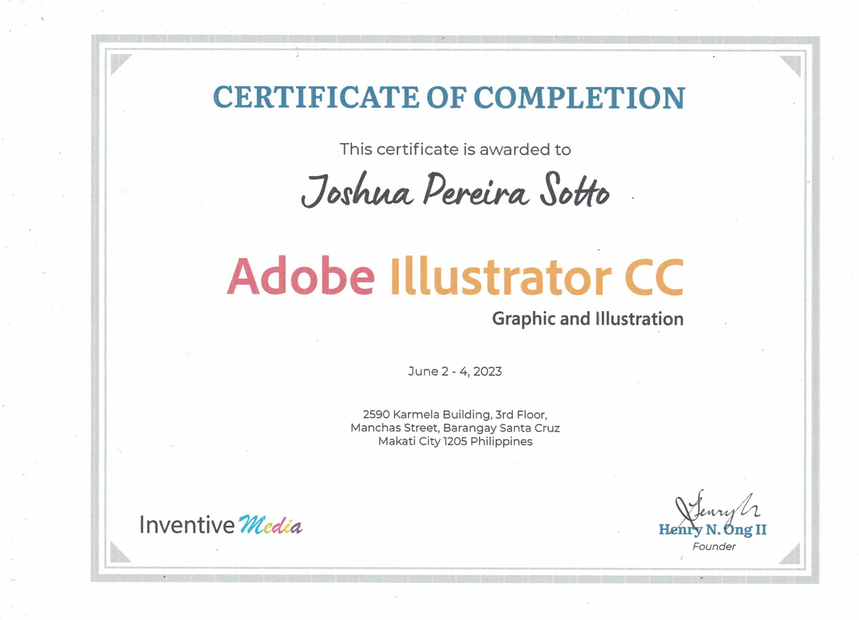 CERTIFICATE OF COMPLETION
This certificate is awarded to
Joshua Pereira Sotto
Adobe Illustrator CC
Graphic and Illustration
June 2 - 4, 2023
2590 Karmela Building, 3rd Floor,
Manchas Street, Barangay Santa Cruz
Makati City 1205 Philippines
Inventive Media
Henry N. Ong II
Founder